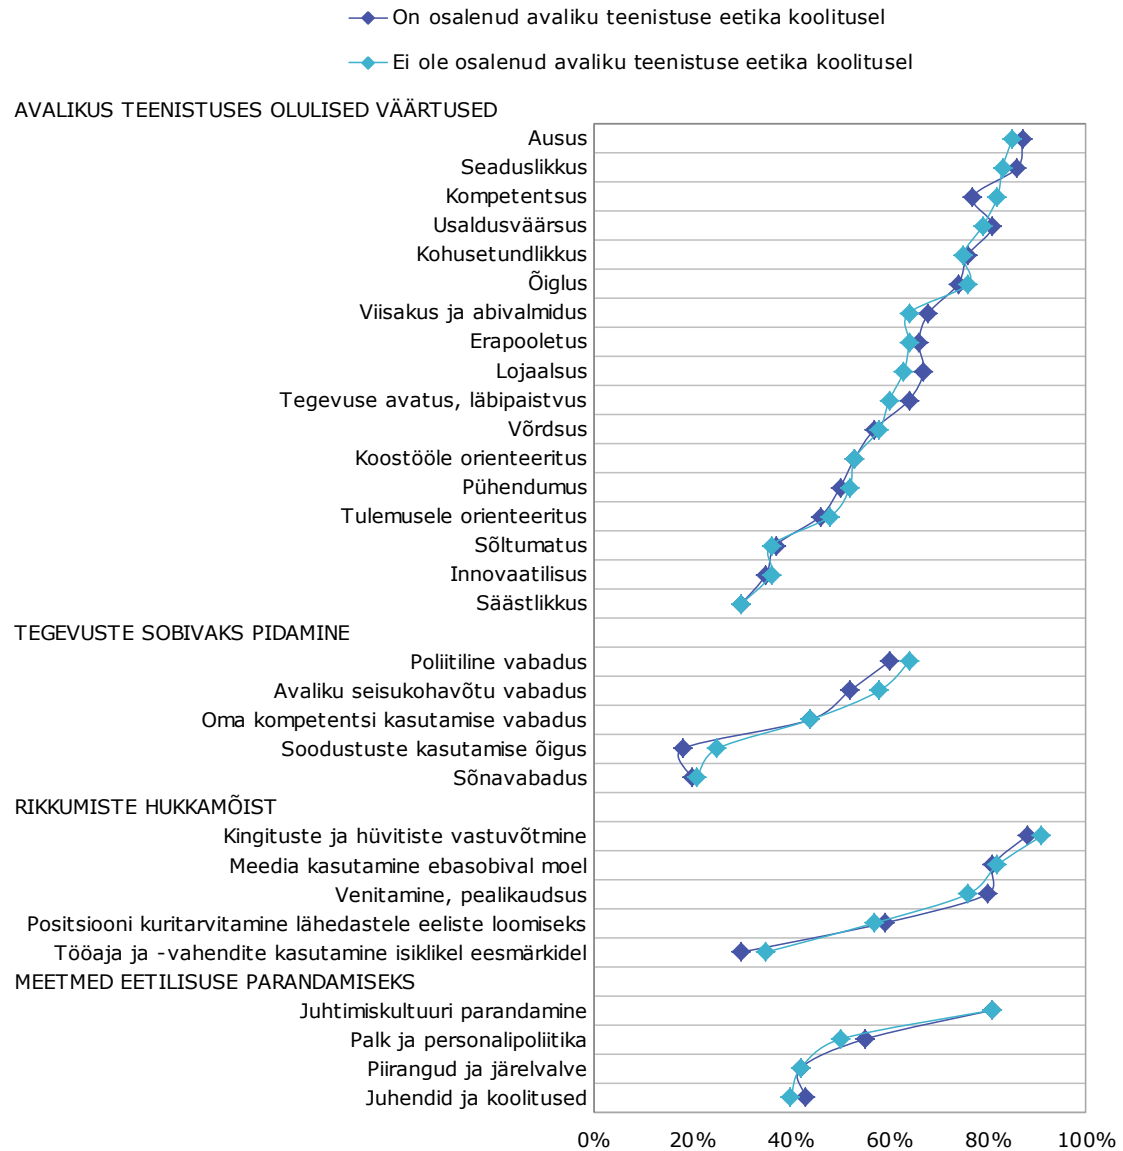 On osalenud avaliku teenistuse eetika koolitusel
Ei ole osalenud avaliku teenistuse eetika koolitusel
AVALIKUS TEENISTUSES OLULISED VÄÄRTUSED
Ausus
Seaduslikkus
Kompetentsus
Usaldusväärsus
Kohusetundlikkus
Õiglus
Viisakus ja abivalmidus
Erapooletus
Lojaalsus
Tegevuse avatus, läbipaistvus
Võrdsus
Koostööle orienteeritus
Pühendumus
Tulemusele orienteeritus
Sõltumatus
Innovaatilisus
Säästlikkus
TEGEVUSTE SOBIVAKS PIDAMINE
Poliitiline vabadus
Avaliku seisukohavõtu vabadus
Oma kompetentsi kasutamise vabadus
Soodustuste kasutamise õigus
Sõnavabadus
RIKKUMISTE HUKKAMÕIST
Kingituste ja hüvitiste vastuvõtmine
Meedia kasutamine ebasobival moel
Venitamine, pealikaudsus
Positsiooni kuritarvitamine lähedastele eeliste loomiseks
Tööaja ja -vahendite kasutamine isiklikel eesmärkidel
MEETMED EETILISUSE PARANDAMISEKS
Juhtimiskultuuri parandamine
Palk ja personalipoliitika
Piirangud ja järelvalve
Juhendid ja koolitused
0% 20% 40% 60% 80% 100%